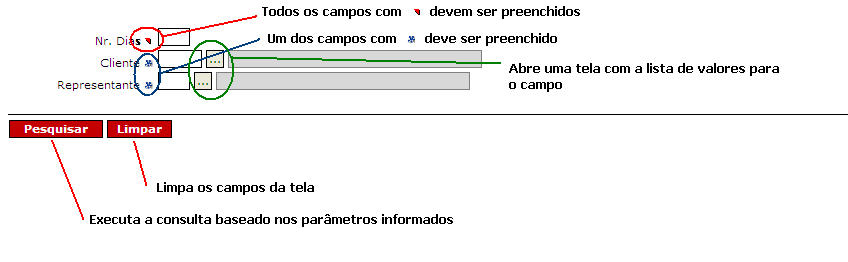 Todos os campos com devem ser preenchidos
Nr. Dias
Um dos campos com deve ser preenchido
Cliente
...
Abre uma tela com a lista de valores para
o campo
Representante
...
Pesquisar Limpar
Limpa os campos da tela
Executa a consulta baseado nos parâmetros informados